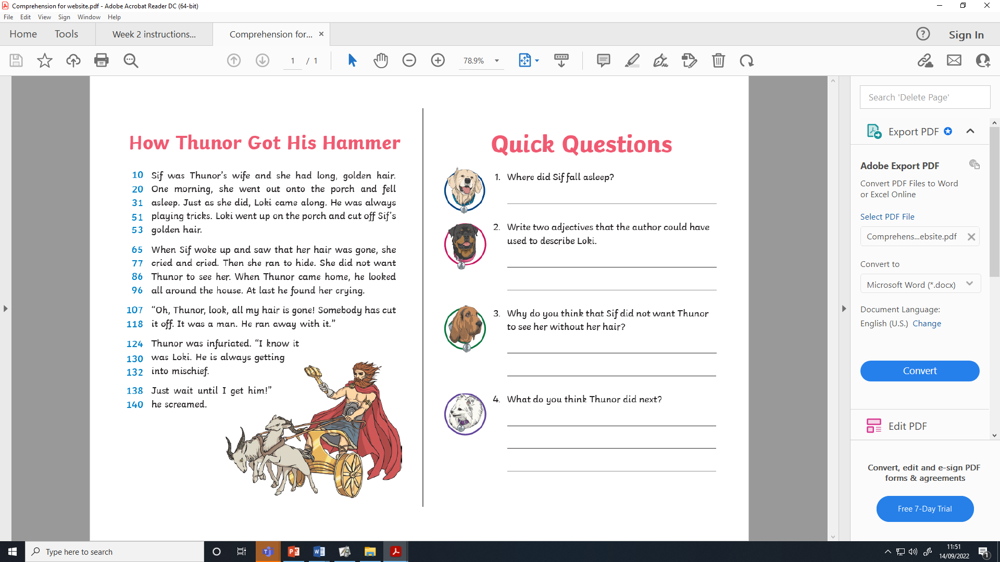 Comprehension for website.pdf - Adobe Acrobat Reader DC (64-bit)
File Edit View Sign Window Help
Home Tools Week 2 instructions... Comprehension for... × Sign In
1 / 1 78.9%
How Thunor Got His Hammer
10 Sif was Thunor's wife and she had long, golden hair.
20 One morning, she went out onto the porch and fell
31 asleep. Just as she did, Loki came along. He was always
51 playing tricks. Loki went up on the porch and cut off Sif's
53 golden hair.
65 When Sif woke up and saw that her hair was gone, she
77 cried and cried. Then she ran to hide. She did not want
86 Thunor to see her. When Thunor came home, he looked
96 all around the house. At last he found her crying.
107 "Oh, Thunor, look, all my hair is gone! Somebody has cut
118 it off. It was a man. He ran away with it."
124 Thunor was infuriated. "I know it
130 was Loki. He is always getting
132 into mischief.
138 Just wait until I get him!"
140 he screamed.
Quick Questions
1. Where did Sif fall asleep?
2. Write two adjectives that the author could have
used to describe Loki.
3. Why do you think that Sif did not want Thunor
to see her without her hair?
4. What do you think Thunor did next?
Search 'Delete Page'
Export PDF
Adobe Export PDF
Convert PDF Files to Word
or Excel Online
Select PDF File
Comprehens...ebsite.pdf
Convert to
Microsoft Word (*.docx)
Document Language:
English (U.S.) Change
Convert
Edit PDF
Convert, edit and e-sign PDF
forms & agreements
Free 7-Day Trial
Type here to search
11:51
14/09/2022
1